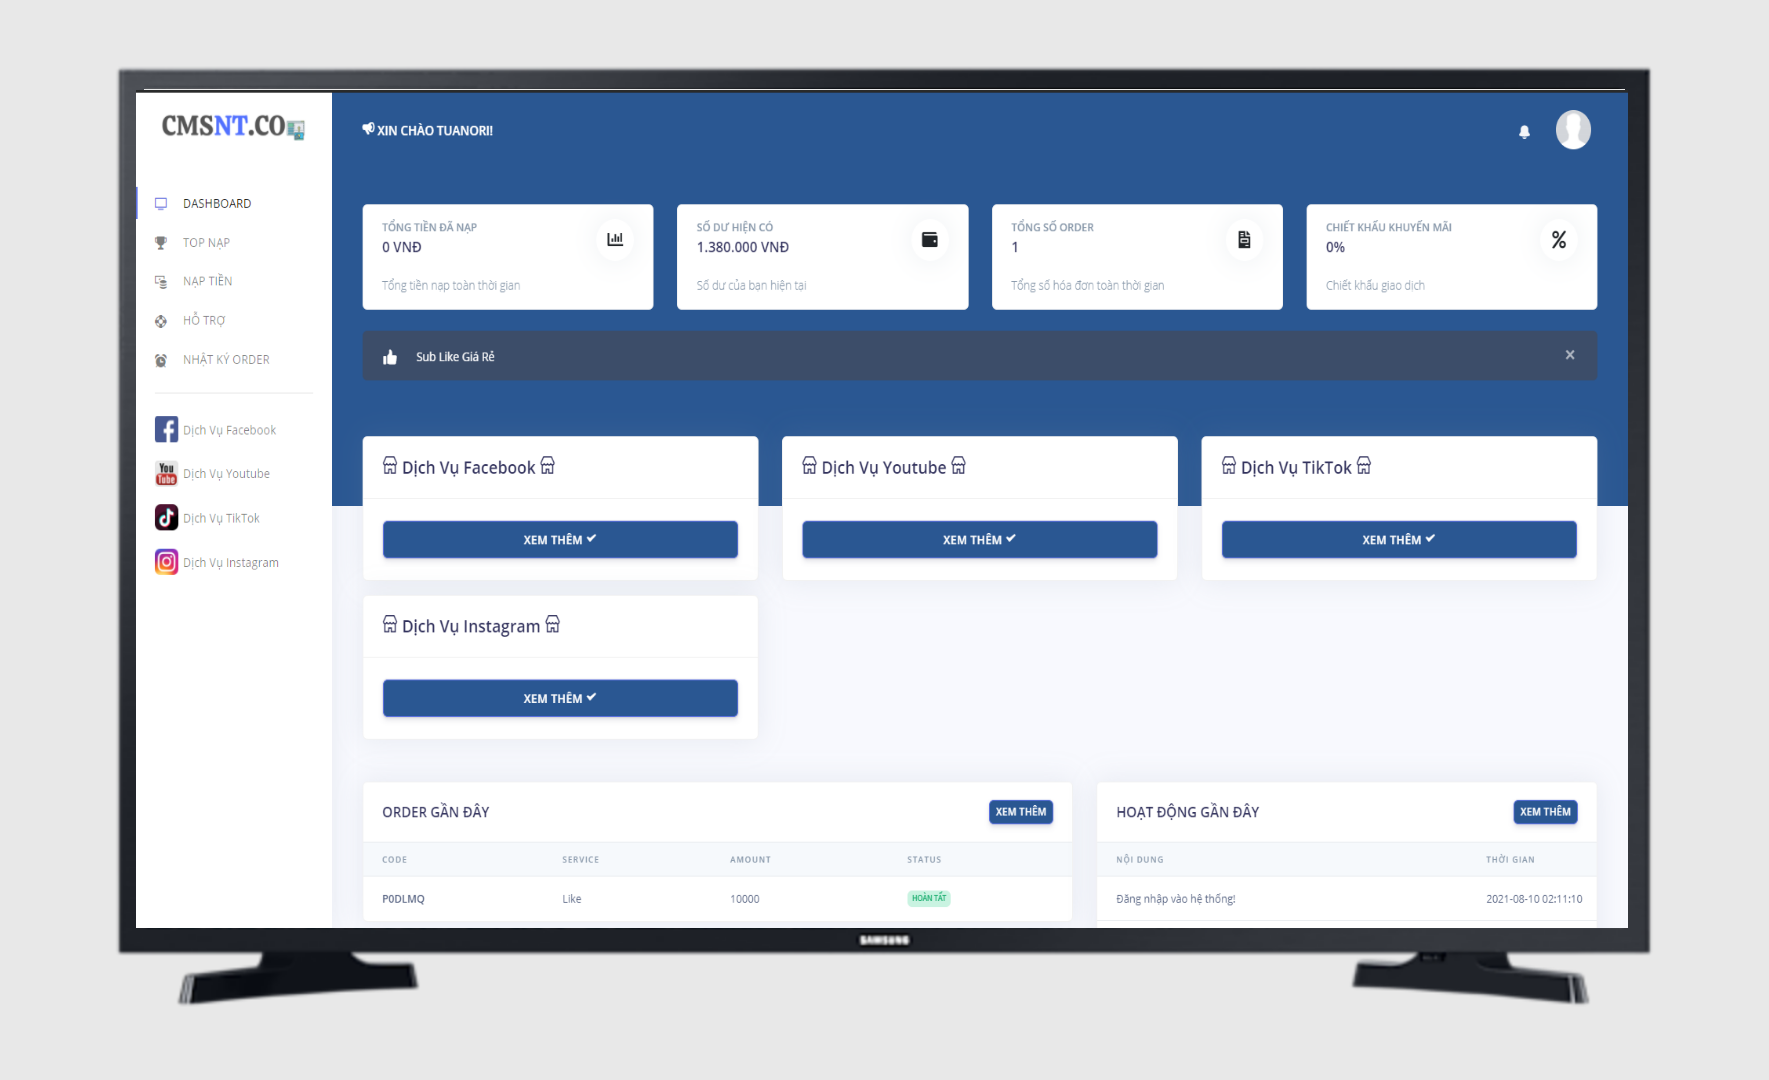 CMSNT.CO
XIN CHÀO TUANORI!
DASHBOARD
TOP NẠP
NẠP TIỀN
HỖ TRỢ
NHẬT KÝ ORDER
Dịch Vụ Facebook
You Tube
Dịch Vụ Youtube
Dịch Vụ TikTok
Dịch Vụ Instagram
TỔNG TIỀN ĐÃ NẠP
0 VNĐ
Tổng tiền nạp toàn thời gian
SỐ DƯ HIỆN CÓ
1.380.000 VNĐ
Số dư của bạn hiện tại
TỔNG SỐ ORDER
1
Tổng số hóa đơn toàn thời gian
CHIẾT KHẤU KHUYẾN MÃI
0%
Chiết khấu giao dịch
Sub Like Giá Rẻ
Dịch Vụ Facebook
XEM THÊM
Dịch Vụ Youtube
XEM THÊM
Dịch Vụ TikTok
XEM THÊM
Dịch Vụ Instagram
XEM THÊM
ORDER GẦN ĐÂY
XEM THÊM
CODE SERVICE AMOUNT STATUS
P0DLMQ Like 10000 HOÀN TẤT
HOẠT ĐỘNG GẦN ĐÂY
XEM THÊM
NỘI DUNG THỜI GIAN
Đăng nhập vào hệ thống! 2021-08-10 02:11:10
SAMSUNG